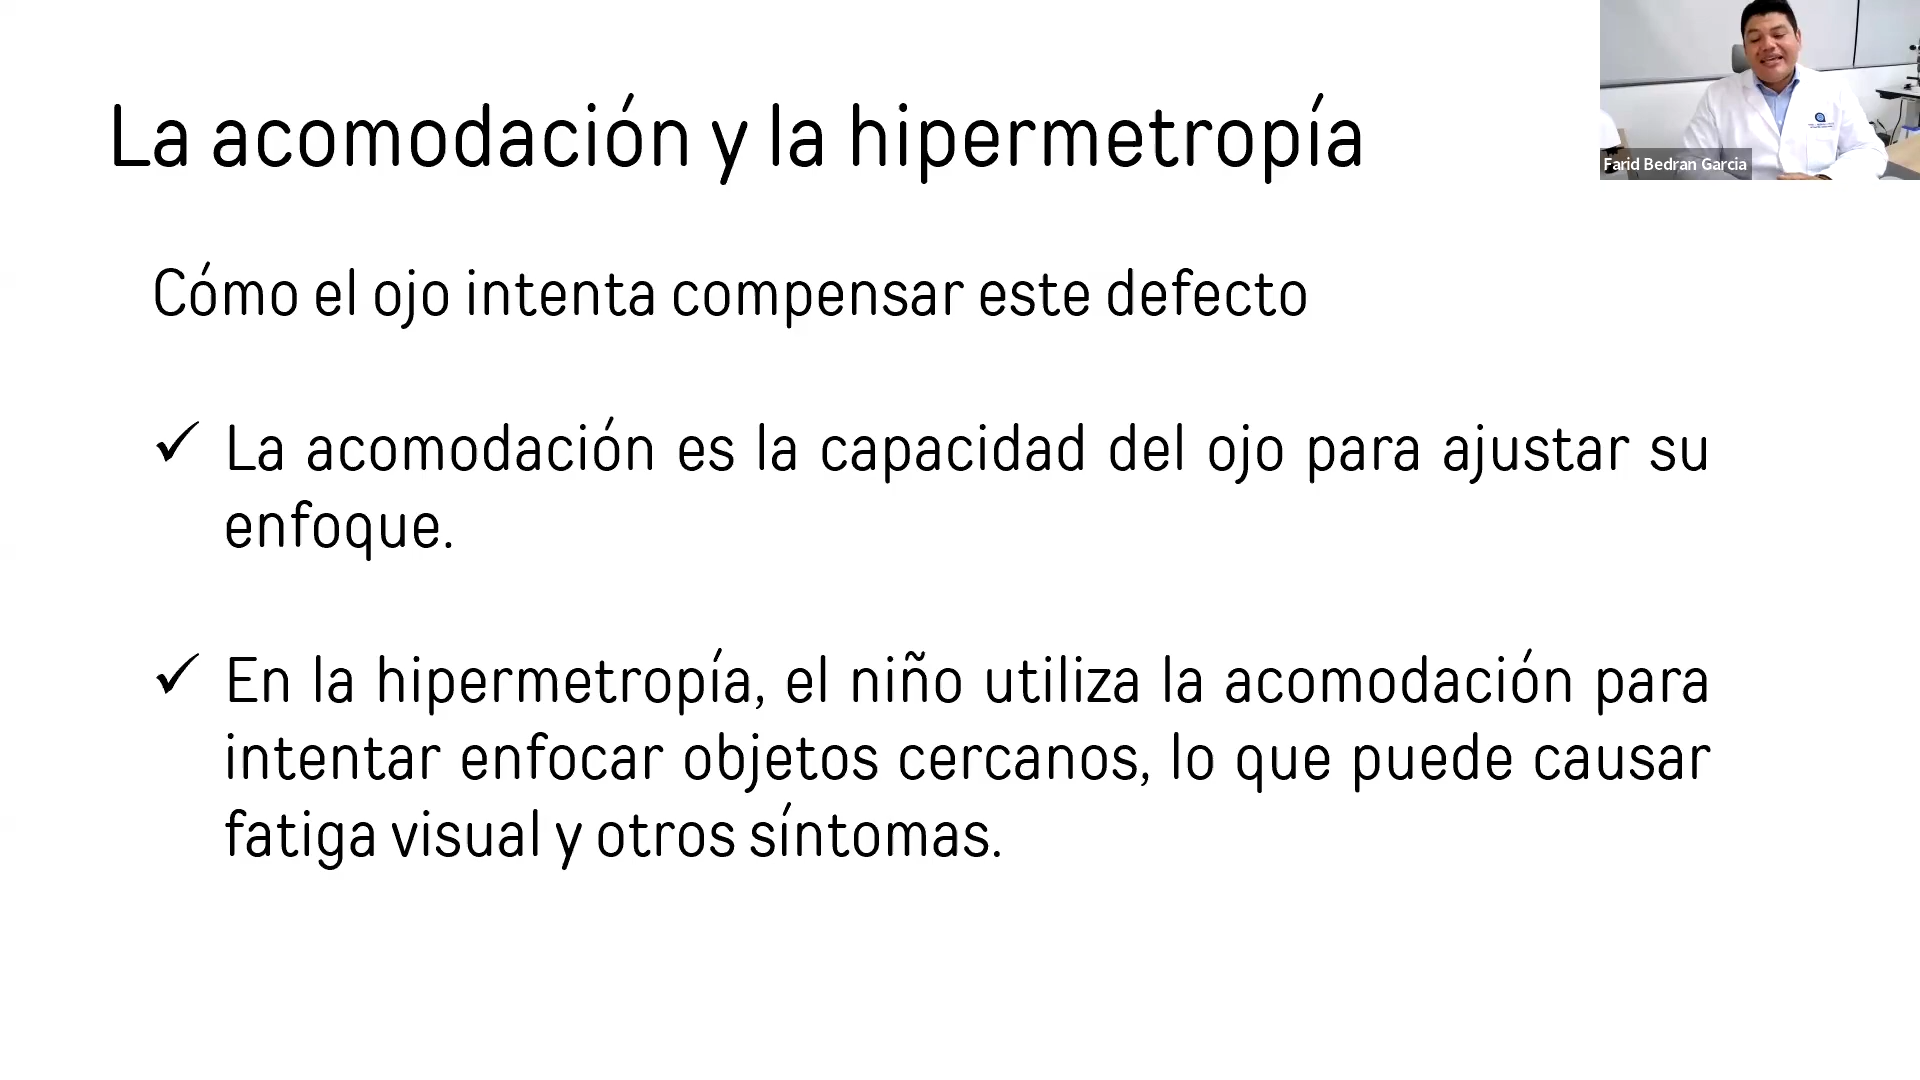 La acomodación y la hipermetropía
Farid Bedran Garcia
Cómo el ojo intenta compensar este defecto
✓ La acomodación es la capacidad del ojo para ajustar su
enfoque.
✓ En la hipermetropía, el niño utiliza la acomodación para
intentar enfocar objetos cercanos, lo que puede causar
fatiga visual y otros síntomas.